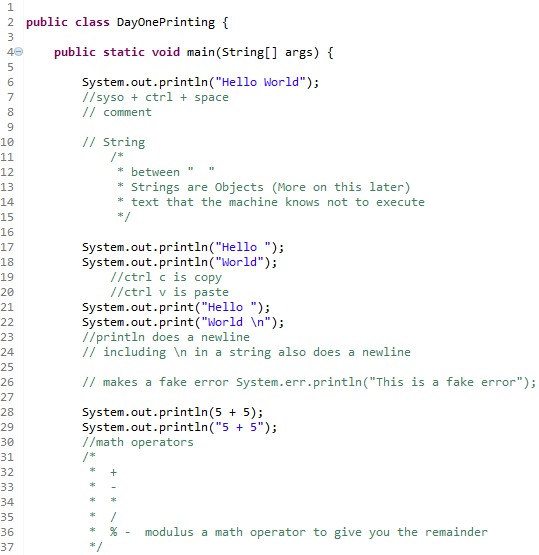 1
2 public class DayOnePrinting {
3
4 public static void main(String[] args) {
5
6 System.out.println("Hello World");
7 //syso + ctrl + space
8 // comment
9
10 // String
11 /*
12 * between " "
13 * Strings are Objects (More on this later)
14 * text that the machine knows not to execute
15 */
16
17 System.out.println("Hello ");
18 System.out.println("World");
19 //ctrl c is copy
20 //ctrl v is paste
21 System.out.print("Hello ");
22 System.out.print("World \n");
23 //println does a newline
24 // including \n in a string also does a newline
25
26 // makes a fake error System.err.println("This is a fake error");
27
28 System.out.println(5 + 5);
29 System.out.println("5 + 5");
30 //math operators
31 /*
32 * +
33 * -
34 * *
35 * /
36 * % - modulus a math operator to give you the remainder
37 */